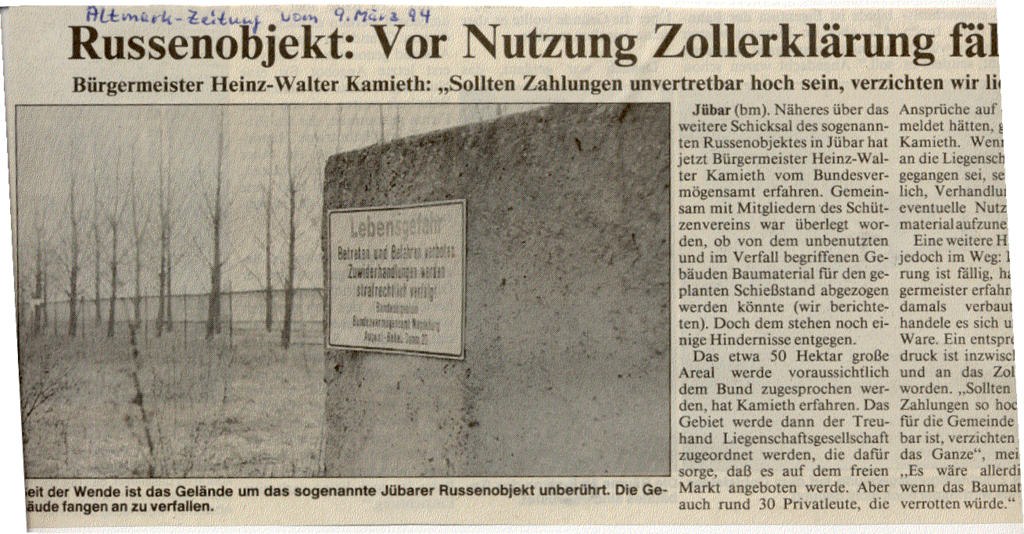 Altmark-Zeitung vom 9. März 94
Russenobjekt: Vor Nutzung Zollerklärung fäl
Bürgermeister Heinz-Walter Kamieth: „Sollten Zahlungen unvertretbar hoch sein, verzichten wir li
Lebensgefahr
Betreten und Befahren verboten
Zuwiderhandlungen werden
strafrechtlich verfolgt
Bundesvermögensamt Magdeburg
August-Bebel-Damm 20
eit der Wende ist das Gelände um das sogenannte Jübarer Russenobjekt unberührt. Die Ge-
äude fangen an zu verfallen.
Jübar (bm). Näheres über das
weitere Schicksal des sogenann-
ten Russenobjektes in Jübar hat
jetzt Bürgermeister Heinz-Wal-
ter Kamieth vom Bundesver-
mögensamt erfahren. Gemein-
sam mit Mitgliedern des Schüt-
zenvereins war überlegt wor-
den, ob von dem unbenutzten
und im Verfall begriffenen Ge-
bäuden Baumaterial für den ge-
planten Schießstand abgezogen
werden könnte (wir berichte-
ten). Doch dem stehen noch ei-
nige Hindernisse entgegen.
Das etwa 50 Hektar große
Areal werde voraussichtlich
dem Bund zugesprochen wer-
den, hat Kamieth erfahren. Das
Gebiet werde dann der Treu-
hand Liegenschaftsgesellschaft
zugeordnet werden, die dafür
sorge, daß es auf dem freien
Markt angeboten werde. Aber
auch rund 30 Privatleute, die
Ansprüche auf
meldet hätten,
Kamieth. Wen
an die Liegensch
gegangen sei, se
lich, Verhandlu
eventuelle Nutz
material aufzune
Eine weitere H
jedoch im Weg:
rung ist fällig, h
germeister erfahr
damals verbaut
handele es sich u
Ware. Ein entspre
druck ist inzwisc
und an das Zol
worden. „Sollten
Zahlungen so hoc
für die Gemeinde
bar ist, verzichten
das Ganze“, mei
„Es wäre allerdi
wenn das Baumat
verrotten würde.“